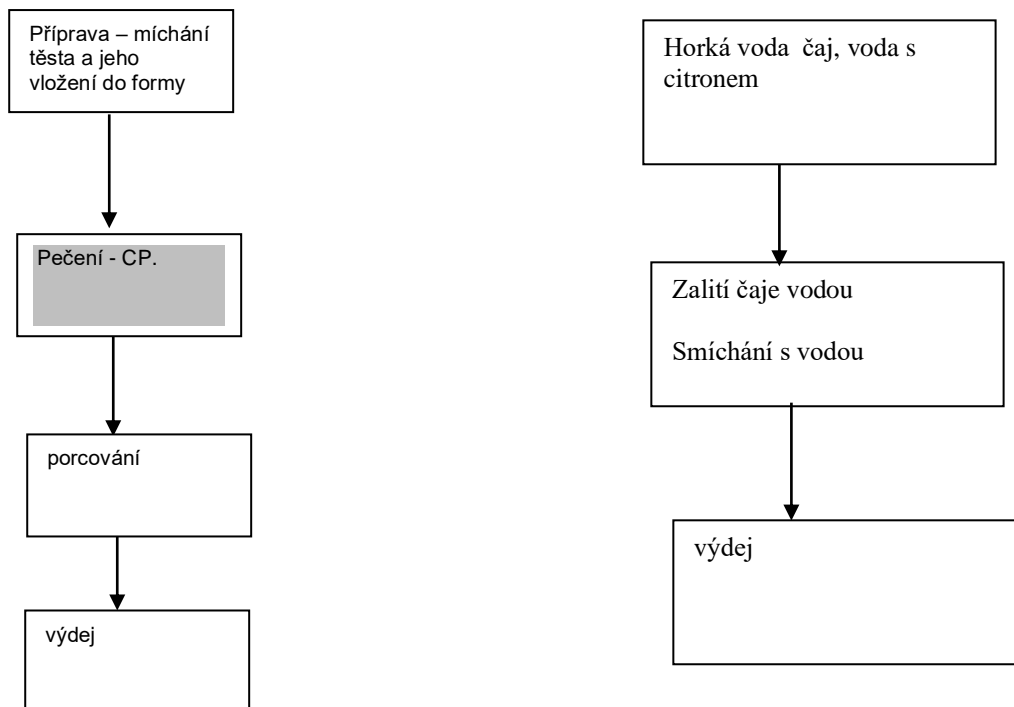 Příprava – míchání
těsta a jeho
vložení do formy
Pečení - CP.
porcování
výdej
Horká voda  čaj, voda s
citronem
Zalití čaje vodou
Smíchání s vodou
výdej